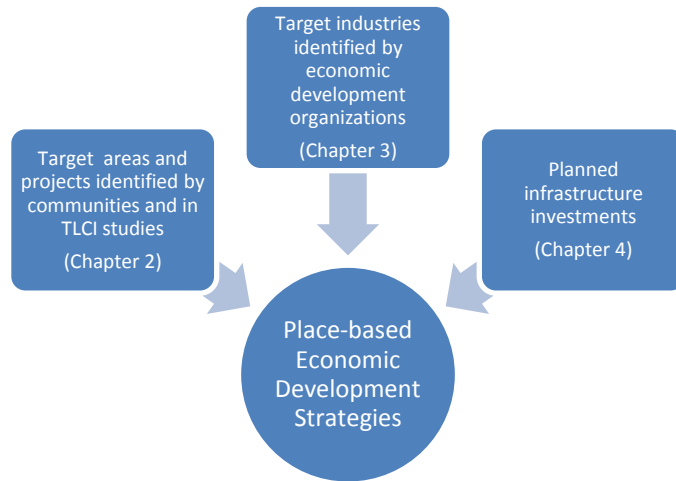 Target industries
identified by
economic
development
organizations
(Chapter 3)
Target areas and
projects identified by
communities and in
TLCI studies
(Chapter 2)
Planned
infrastructure
investments
(Chapter 4)
Place-based
Economic
Development
Strategies